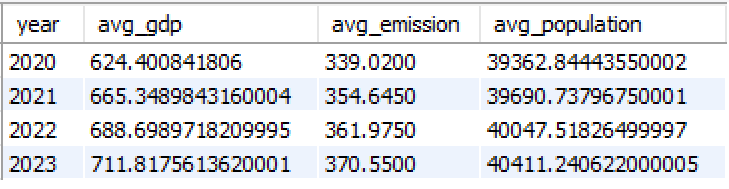 year avg_gdp avg_emission avg_population
2020 624.400841806 339.0200 39362.84443550002
2021 665.3489843160004 354.6450 39690.73796750001
2022 688.6989718209995 361.9750 40047.51826499997
2023 711.8175613620001 370.5500 40411.240622000005